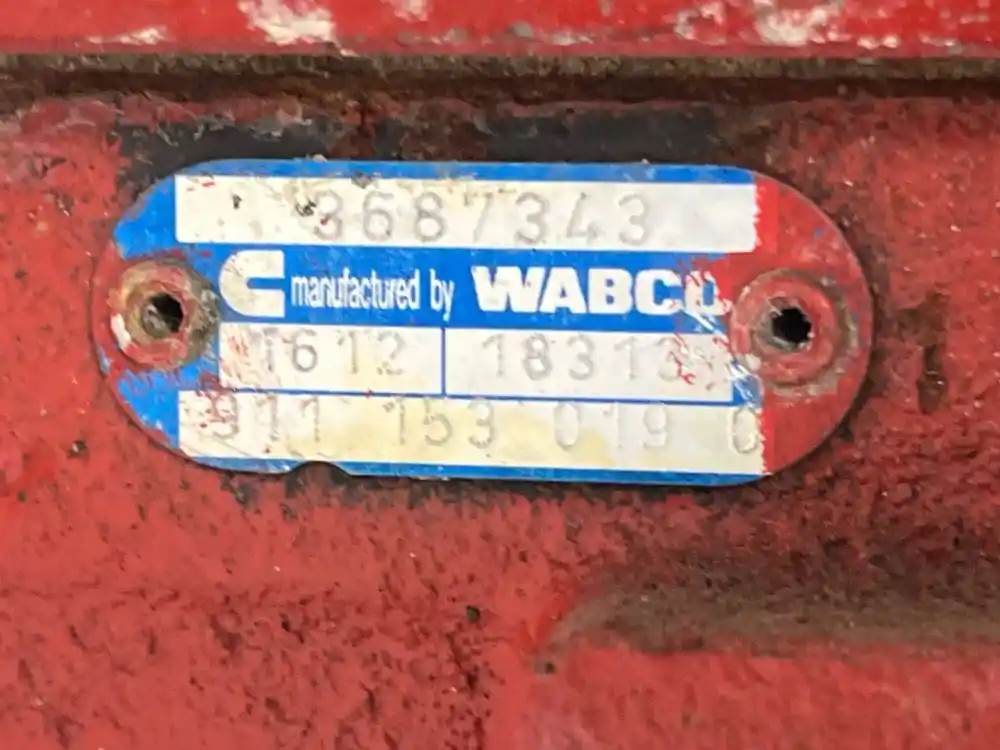 3687343
C manufactured by WABCO
1612 18313
911 153 019 0